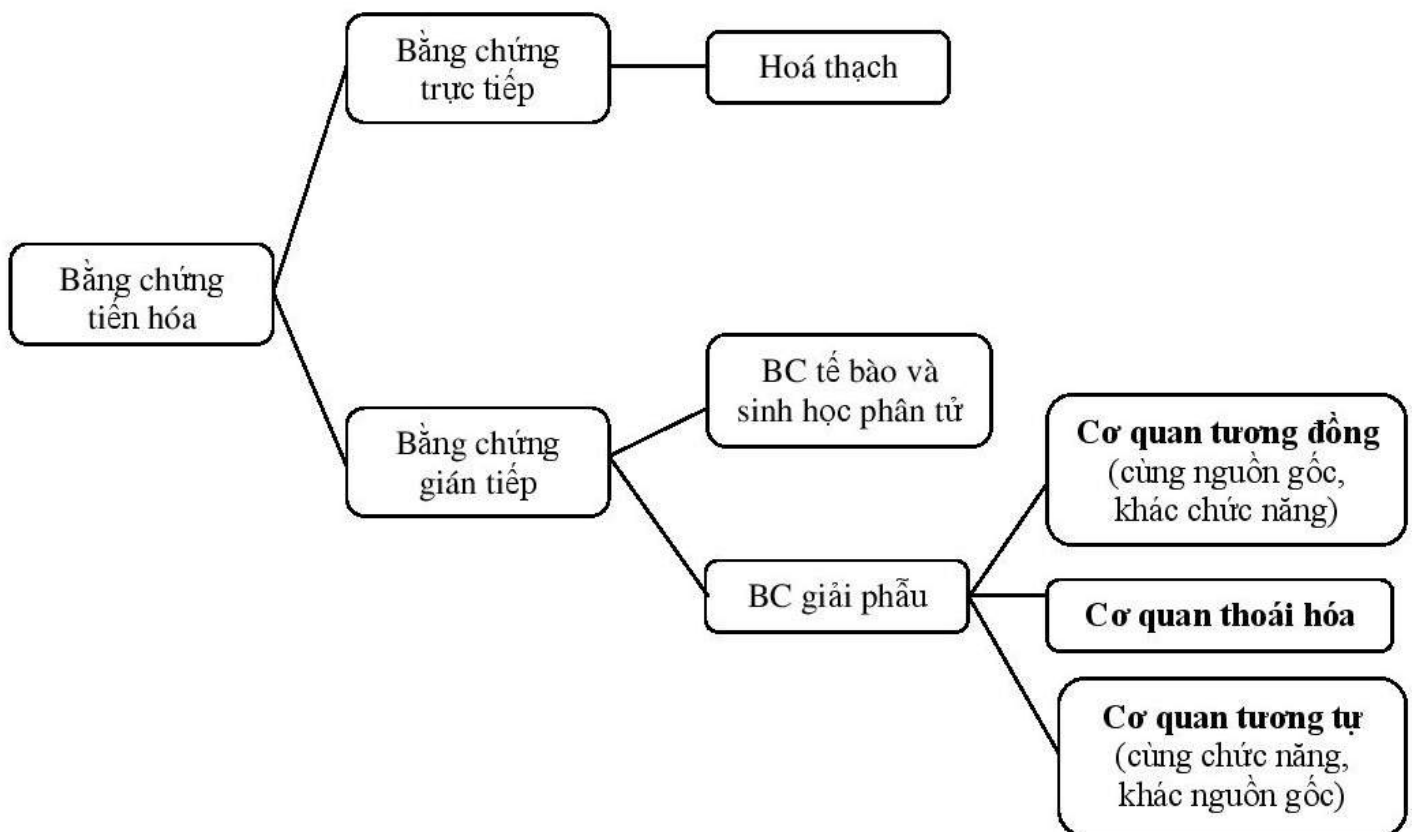 Bằng chứng
trực tiếp
Hoá thạch
Bằng chứng
tiến hóa
Bằng chứng
gián tiếp
BC tế bào và
sinh học phân tử
BC giải phẫu
Cơ quan tương đồng
(cùng nguồn gốc,
khác chức năng)
Cơ quan thoái hóa
Cơ quan tương tự
(cùng chức năng,
khác nguồn gốc)